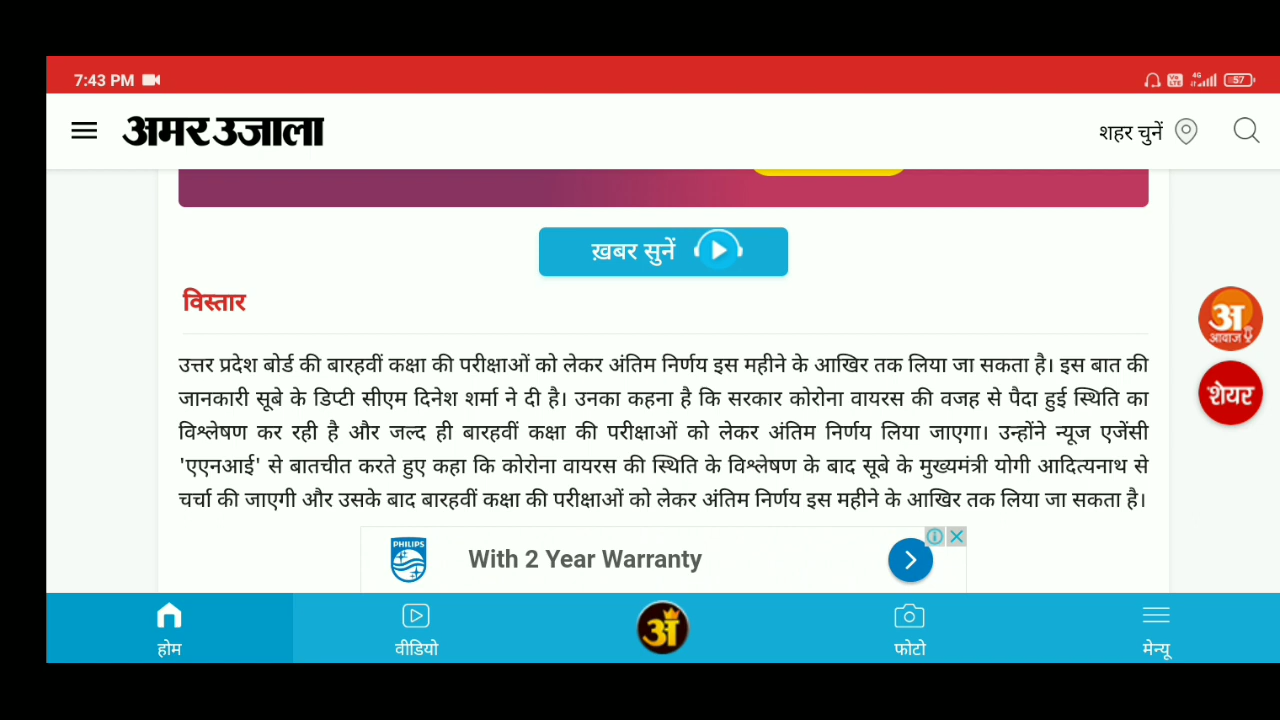 7:43 PM
4G 57
अमर उजाला
शहर चुनें
ख़बर सुनें
विस्तार
उत्तर प्रदेश बोर्ड की बारहवीं कक्षा की परीक्षाओं को लेकर अंतिम निर्णय इस महीने के आखिर तक लिया जा सकता है। इस बात की
जानकारी सूबे के डिप्टी सीएम दिनेश शर्मा ने दी है। उनका कहना है कि सरकार कोरोना वायरस की वजह से पैदा हुई स्थिति का
विश्लेषण कर रही है और जल्द ही बारहवीं कक्षा की परीक्षाओं को लेकर अंतिम निर्णय लिया जाएगा। उन्होंने न्यूज एजेंसी
'एएनआई' से बातचीत करते हुए कहा कि कोरोना वायरस की स्थिति के विश्लेषण के बाद सूबे के मुख्यमंत्री योगी आदित्यनाथ से
चर्चा की जाएगी और उसके बाद बारहवीं कक्षा की परीक्षाओं को लेकर अंतिम निर्णय इस महीने के आखिर तक लिया जा सकता है।
अ
आवाज़
शेयर
PHILIPS
With 2 Year Warranty
होम
वीडियो
अ
फोटो
मेन्यू